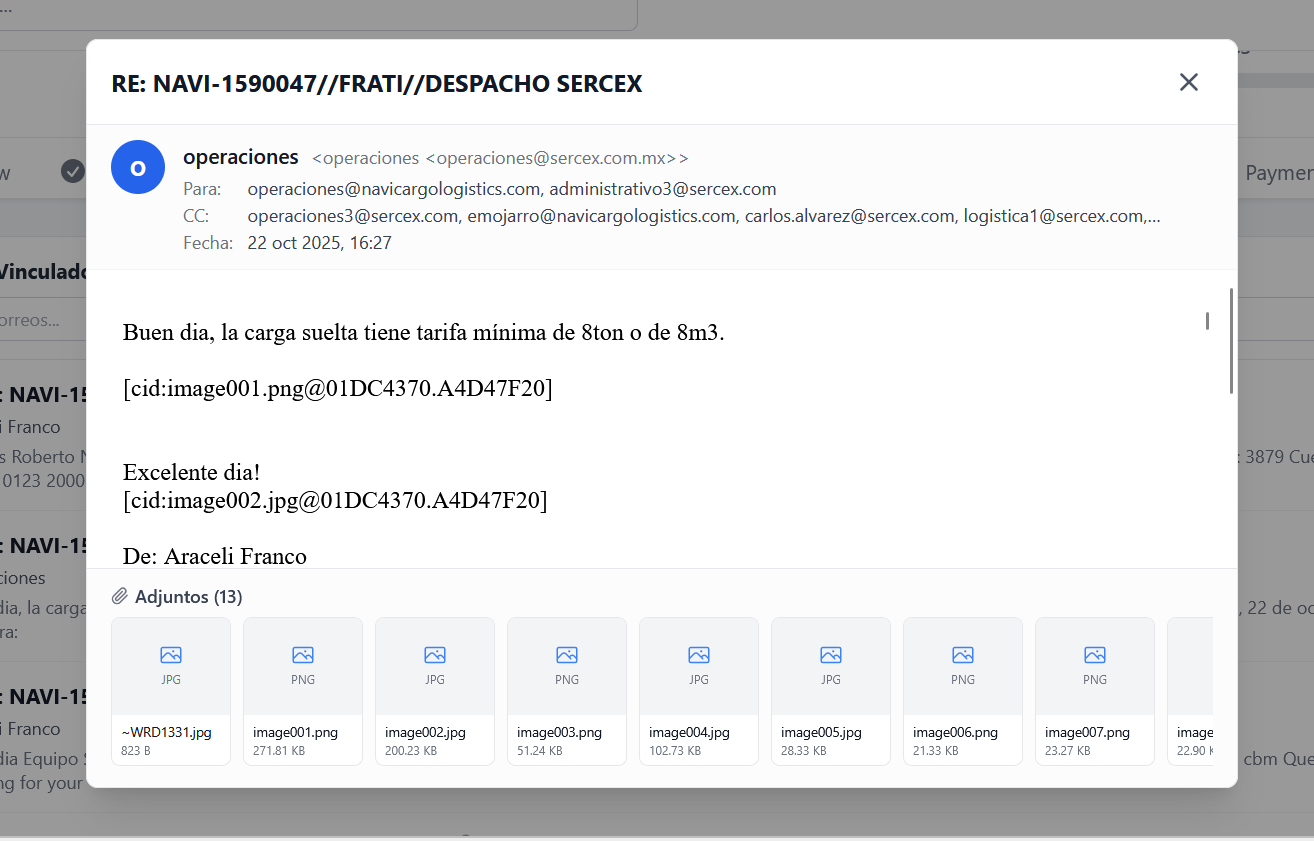 ...
RE: NAVI-1590047//FRATI//DESPACHO SERCEX
o
operaciones <operaciones <operaciones@sercex.com.mx>>
Para: operaciones@navicargologistics.com, administrativo3@sercex.com
CC: operaciones3@sercex.com, emojarro@navicargologistics.com, carlos.alvarez@sercex.com, logistica1@sercex.com,...
Fecha: 22 oct 2025, 16:27
w
Paymen
Vinculado
orreos...
Buen dia, la carga suelta tiene tarifa mínima de 8ton o de 8m3.
[cid:image001.png@01DC4370.A4D47F20]
Excelente dia!
[cid:image002.jpg@01DC4370.A4D47F20]
De: Araceli Franco
: NAVI-15
i Franco
s Roberto N
: 3879 Cue
0123 2000
: NAVI-15
ciones
dia, la carga
, 22 de oc
ra:
: NAVI-15
i Franco
dia Equipo S
cbm Que
ng for your
Adjuntos (13)
JPG PNG JPG PNG JPG JPG PNG PNG
~WRD1331.jpg image001.png image002.jpg image003.png image004.jpg image005.jpg image006.png image007.png image
823 B 271.81 KB 200.23 KB 51.24 KB 102.73 KB 28.33 KB 21.33 KB 23.27 KB 22.90 K